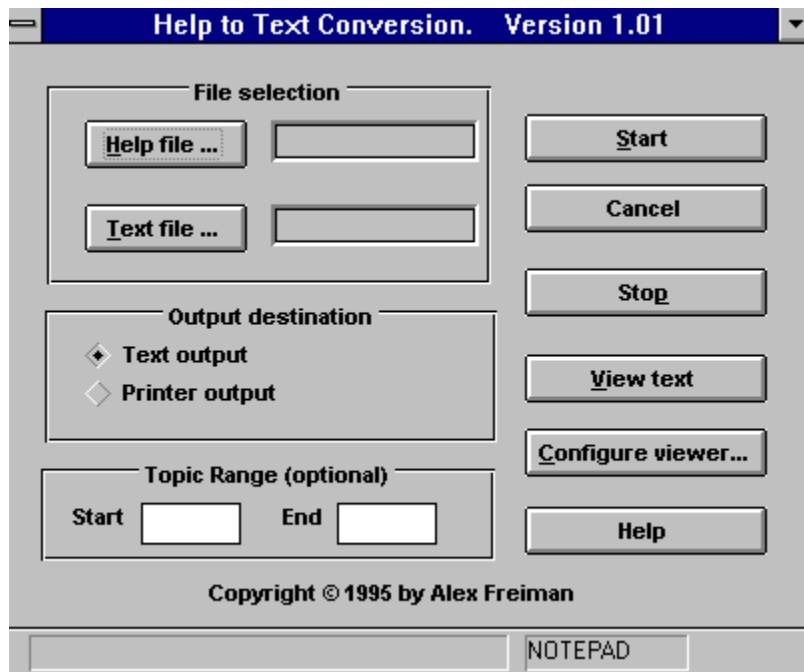 Help to Text Conversion.    Version 1.01
File selection
Help file ...
Text file ...
Output destination
Text output
Printer output
Topic Range (optional)
Start
End
Start
Cancel
Stop
View text
Configure viewer...
Help
Copyright © 1995 by Alex Freiman
NOTEPAD